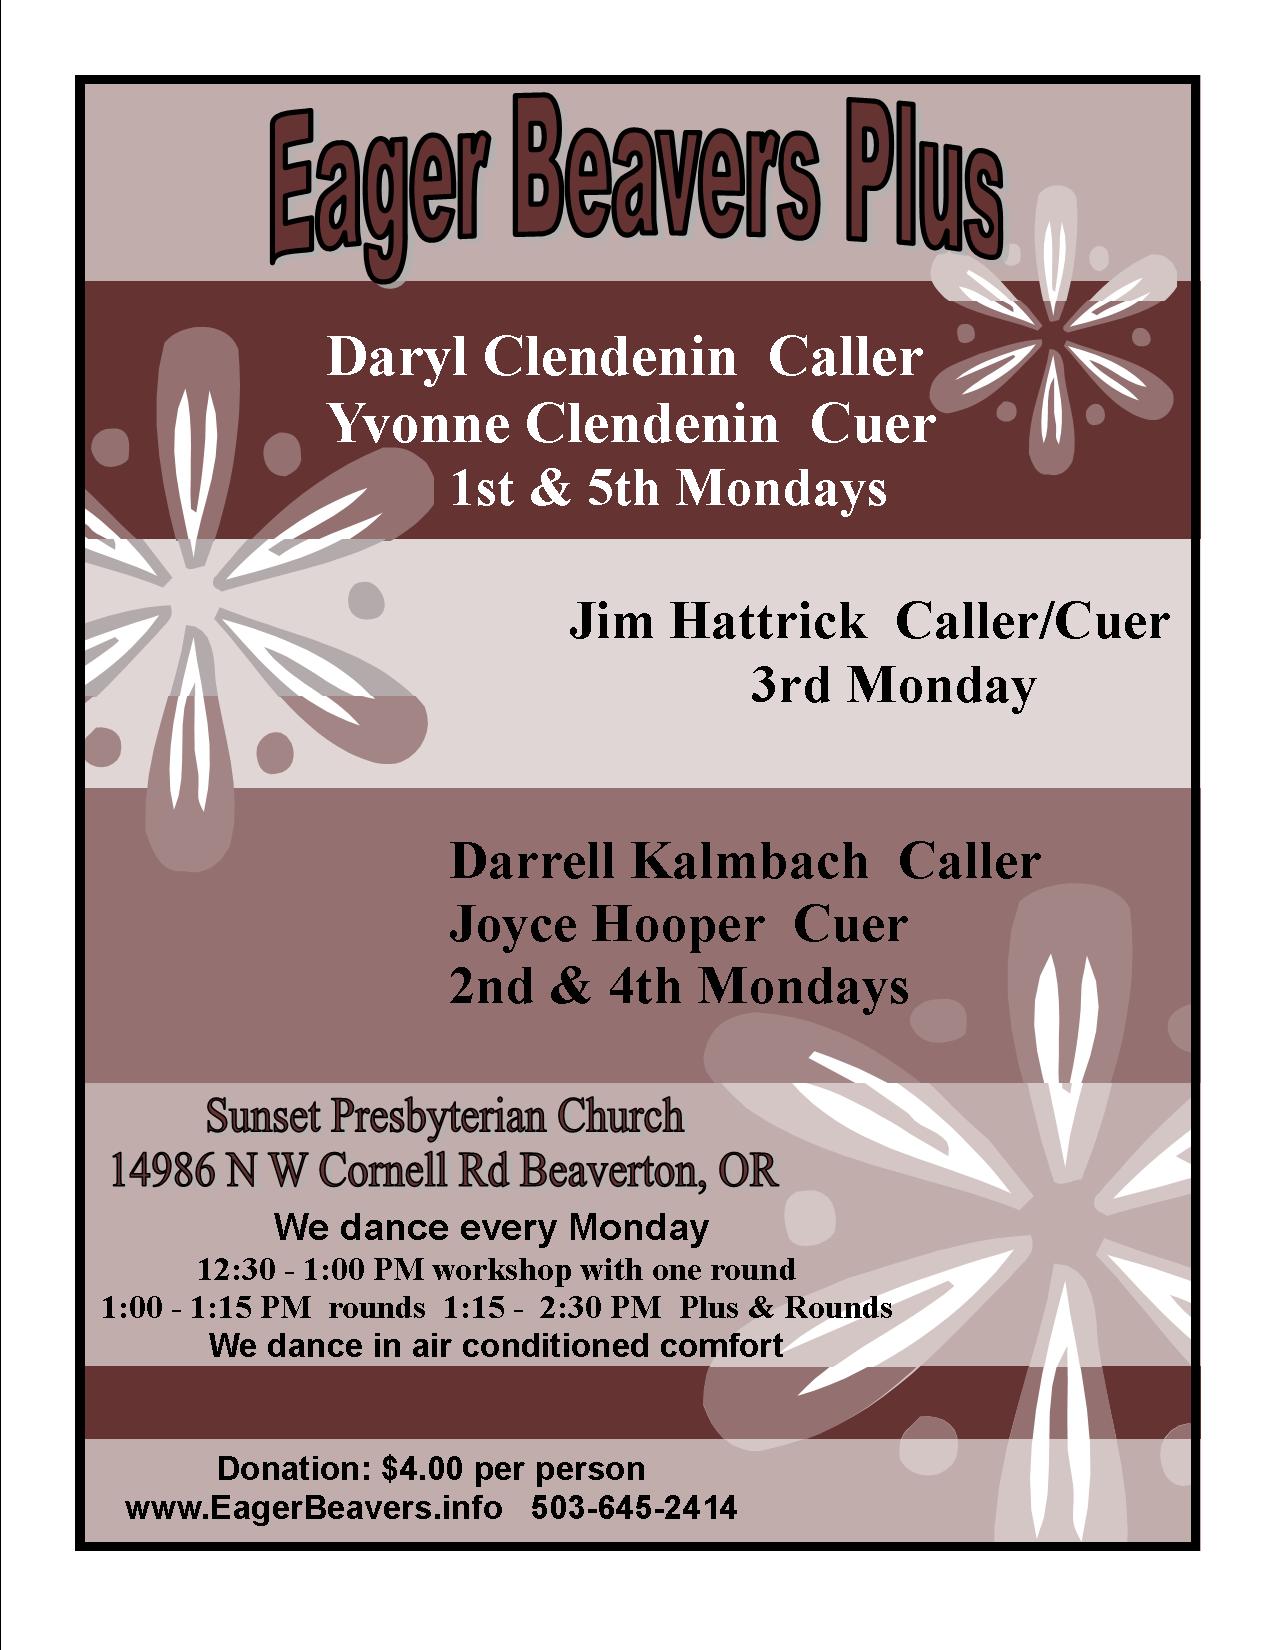 Eager Beavers Plus
Daryl Clendenin  Caller
Yvonne Clendenin  Cuer
1st & 5th Mondays
Jim Hattrick  Caller/Cuer
3rd Monday
Darrell Kalmbach  Caller
Joyce Hooper  Cuer
2nd & 4th Mondays
Sunset Presbyterian Church
14986 N W Cornell Rd Beaverton, OR
We dance every Monday
12:30 - 1:00 PM workshop with one round
1:00 - 1:15 PM  rounds  1:15 -  2:30 PM  Plus & Rounds
We dance in air conditioned comfort
Donation: $4.00 per person
www.EagerBeavers.info   503-645-2414